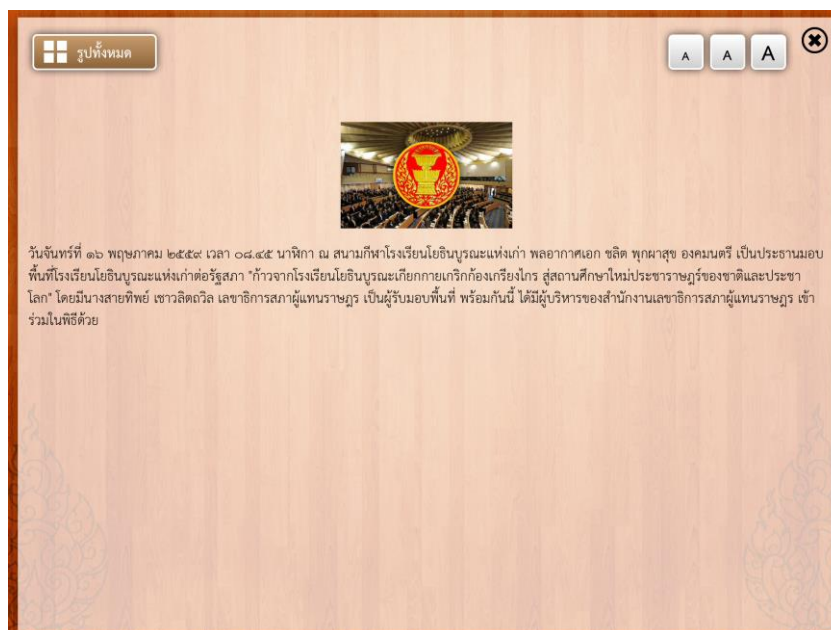 รูปทั้งหมด
A A A
วันจันทร์ที่ ๑๖ พฤษภาคม ๒๕๕๙ เวลา ๐๘.๔๕ นาฬิกา ณ สนามกีฬาโรงเรียนโยธินบูรณะแห่งเก่า พลอากาศเอก ชลิต พุกผาสุข องคมนตรี เป็นประธานมอบ
พื้นที่โรงเรียนโยธินบูรณะแห่งเก่าต่อรัฐสภา "ก้าวจากโรงเรียนโยธินบูรณะเกียกกายเกริกก้องเกรียงไกร สู่สถานศึกษาใหม่ประชาราษฎร์ของชาติและประชา
โลก" โดยมีนางสายทิพย์ เชาวลิตถวิล เลขาธิการสภาผู้แทนราษฎร เป็นผู้รับมอบพื้นที่ พร้อมกันนี้ ได้มีผู้บริหารของสำนักงานเลขาธิการสภาผู้แทนราษฎร เข้า
ร่วมในพิธีด้วย